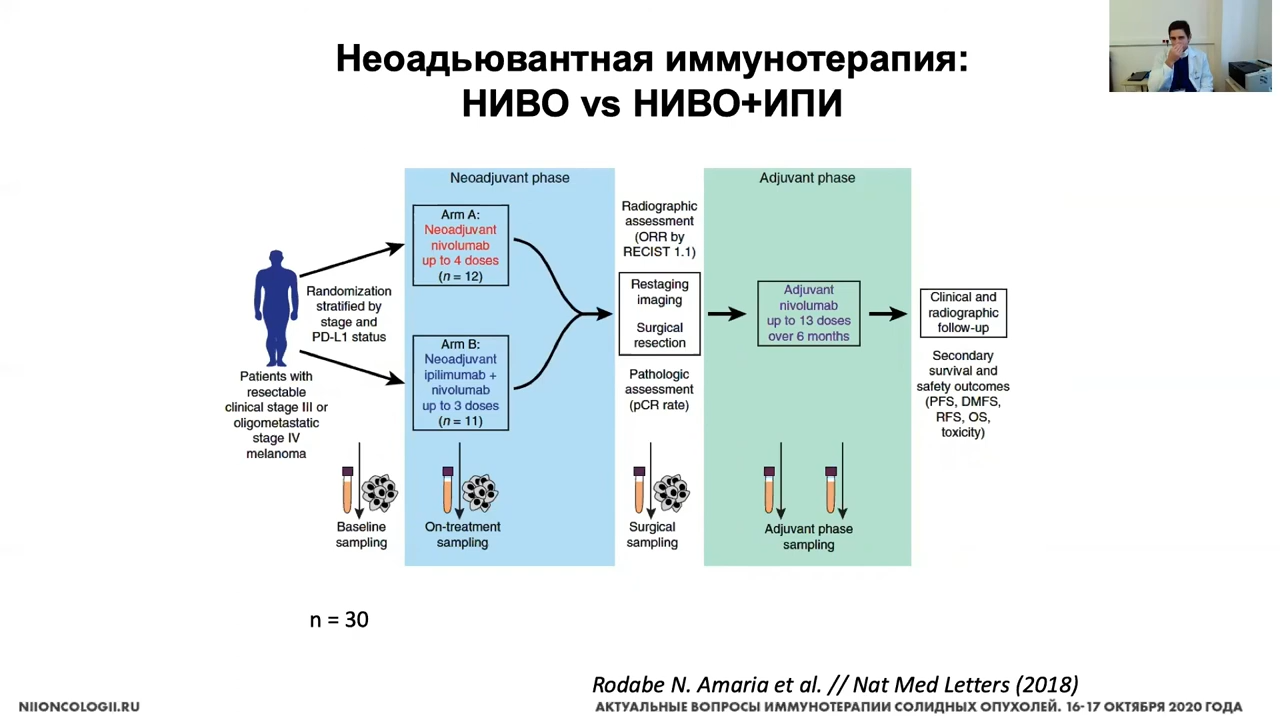 Неоадьювантная иммунотерапия:
НИВО vs НИВО+ИПИ
Neoadjuvant phase
Adjuvant phase
Arm A:
Neoadjuvant
nivolumab
up to 4 doses
(n = 12)
Radiographic
assessment
(ORR by
RECIST 1.1)
Randomization
stratified by
stage and
PD-L1 status
Restaging
imaging
Surgical
resection
Adjuvant
nivolumab
up to 13 doses
over 6 months
Clinical and
radiographic
follow-up
Arm B:
Neoadjuvant
ipilimumab +
nivolumab
up to 3 doses
(n = 11)
Patients with
resectable
clinical stage III or
oligometastatic
stage IV
melanoma
Pathologic
assessment
(pCR rate)
Secondary
survival and
safety outcomes
(PFS, DMFS,
RFS, OS,
toxicity)
Baseline
sampling
On-treatment
sampling
Surgical
sampling
Adjuvant phase
sampling
n = 30
Rodabe N. Amaria et al. // Nat Med Letters (2018)
NIIONCOLOGII.RU
АКТУАЛЬНЫЕ ВОПРОСЫ ИММУНОТЕРАПИИ СОЛИДНЫХ ОПУХОЛЕЙ. 16-17 ОКТЯБРЯ 2020 ГОДА